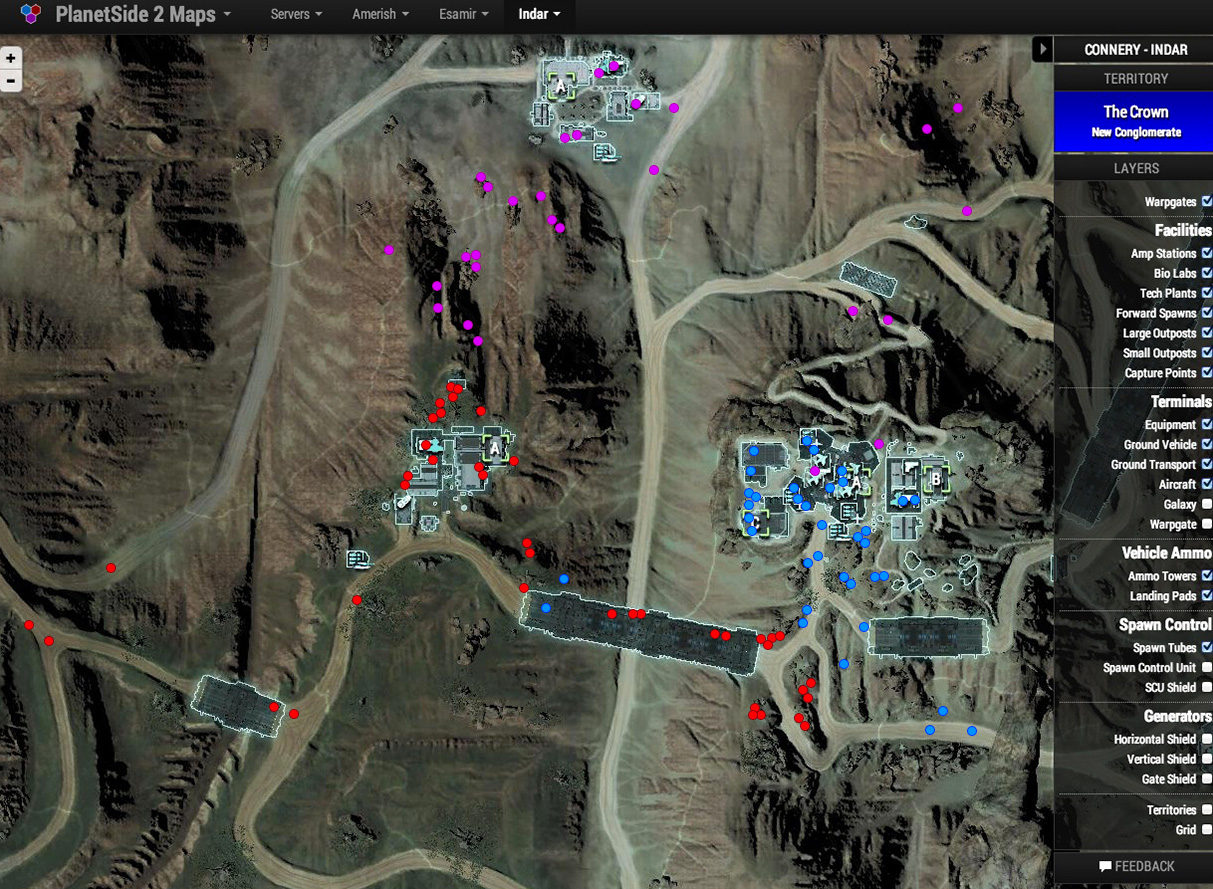 PlanetSide 2 Maps
Servers
Amerish
Esamir
Indar
+
-
CONNERY - INDAR
TERRITORY
The Crown
New Conglomerate
LAYERS
Warpgates
Facilities
Amp Stations
Bio Labs
Tech Plants
Forward Spawns
Large Outposts
Small Outposts
Capture Points
Terminals
Equipment
Ground Vehicle
Ground Transport
Aircraft
Galaxy
Warpgate
Vehicle Ammo
Ammo Towers
Landing Pads
Spawn Control
Spawn Tubes
Spawn Control Unit
SCU Shield
Generators
Horizontal Shield
Vertical Shield
Gate Shield
Territories
Grid
FEEDBACK
A
A
A
B
C